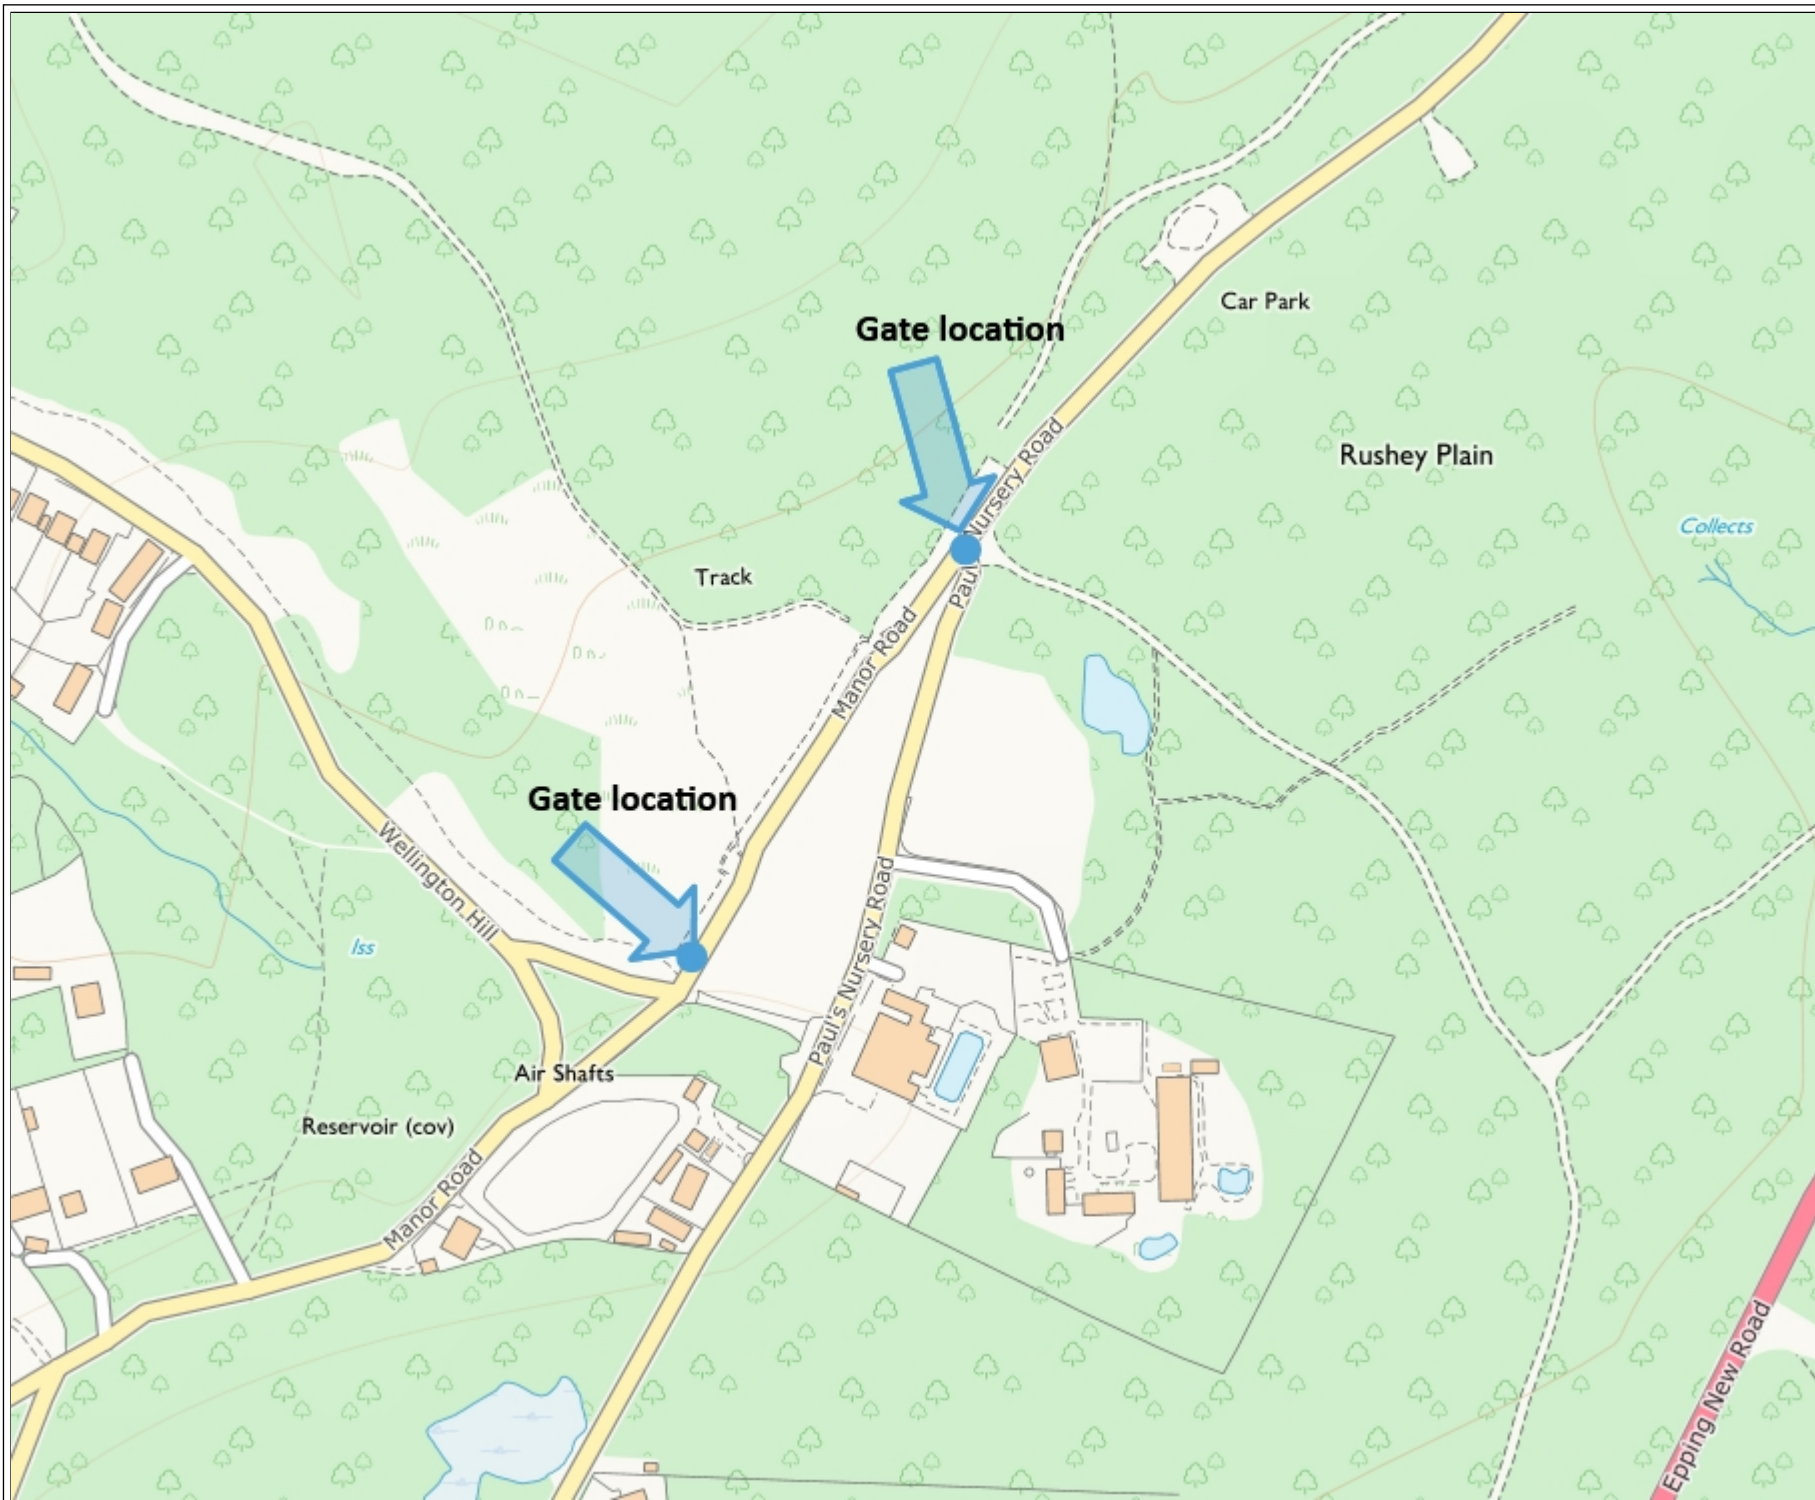 Car Park
Gate location
Rushey Plain
Paul's Nursery Road
Collects
Track
Manor Road
Gate location
Wellington Hill
Iss
Paul's Nursery Road
Air Shafts
Reservoir (cov)
Manor Road
Epping New Road